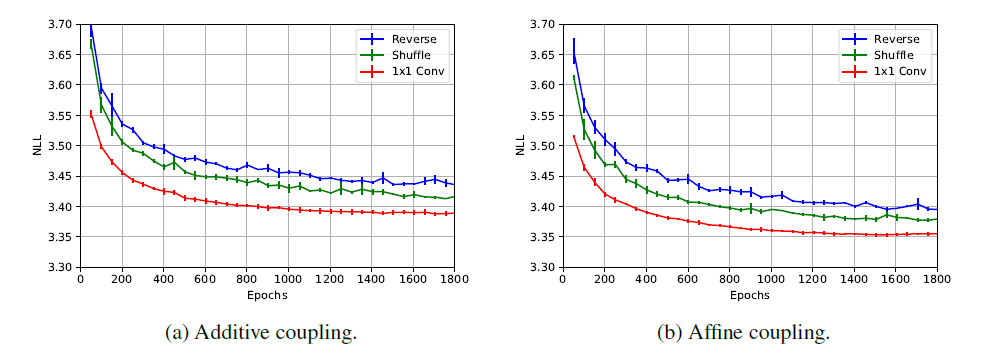 3.70
3.65
3.60
3.55
3.50
3.45
3.40
3.35
3.30
NLL
0 200 400 600 800 1000 1200 1400 1600 1800
Epochs
Reverse
Shuffle
1x1 Conv
(a) Additive coupling.
3.70
3.65
3.60
3.55
3.50
3.45
3.40
3.35
3.30
NLL
0 200 400 600 800 1000 1200 1400 1600 1800
Epochs
Reverse
Shuffle
1x1 Conv
(b) Affine coupling.